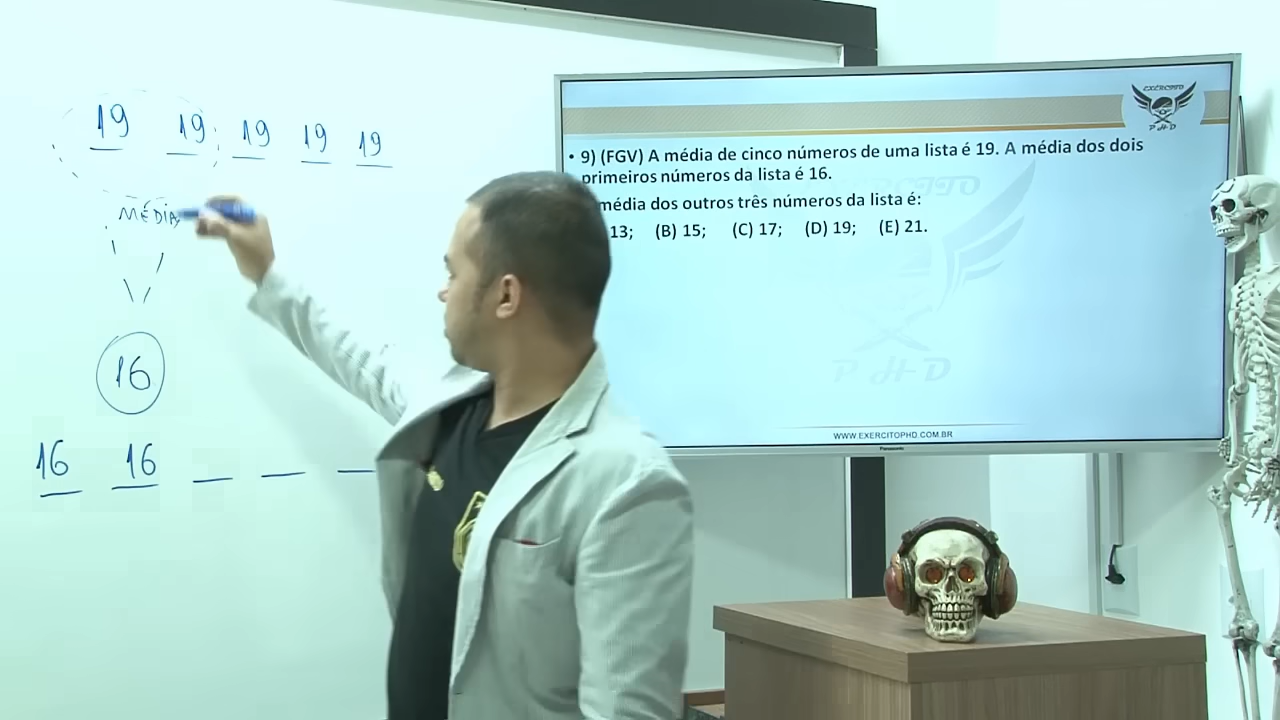 19 19 19 19 19
MÉDIA
16
16 16
EXÉRCITO
PHD
• 9) (FGV) A média de cinco números de uma lista é 19. A média dos dois
primeiros números da lista é 16.
média dos outros três números da lista é:
13; (B) 15; (C) 17; (D) 19; (E) 21.
PH-D
WWW.EXERCITOPHD.COM.BR
Panasonic